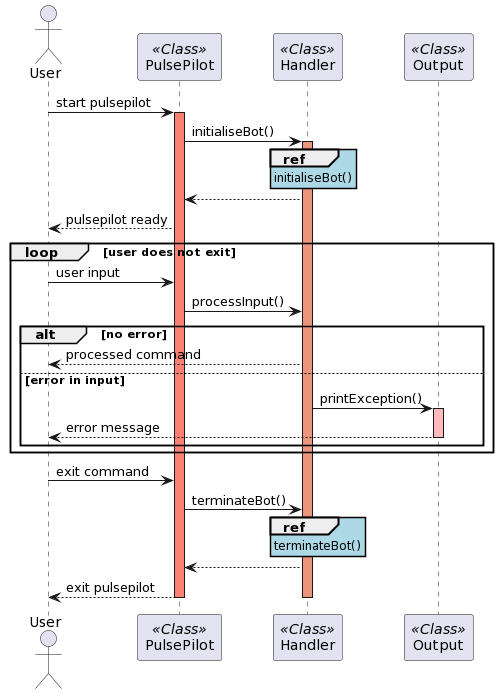 «Class» «Class» «Class»
User PulsePilot Handler Output
start pulsepilot
initialiseBot()
ref
initialiseBot()
pulsepilot ready
loop [user does not exit]
user input
processInput()
alt [no error]
processed command
[error in input]
printException()
error message
exit command
terminateBot()
ref
terminateBot()
exit pulsepilot
User «Class» «Class» «Class»
PulsePilot Handler Output